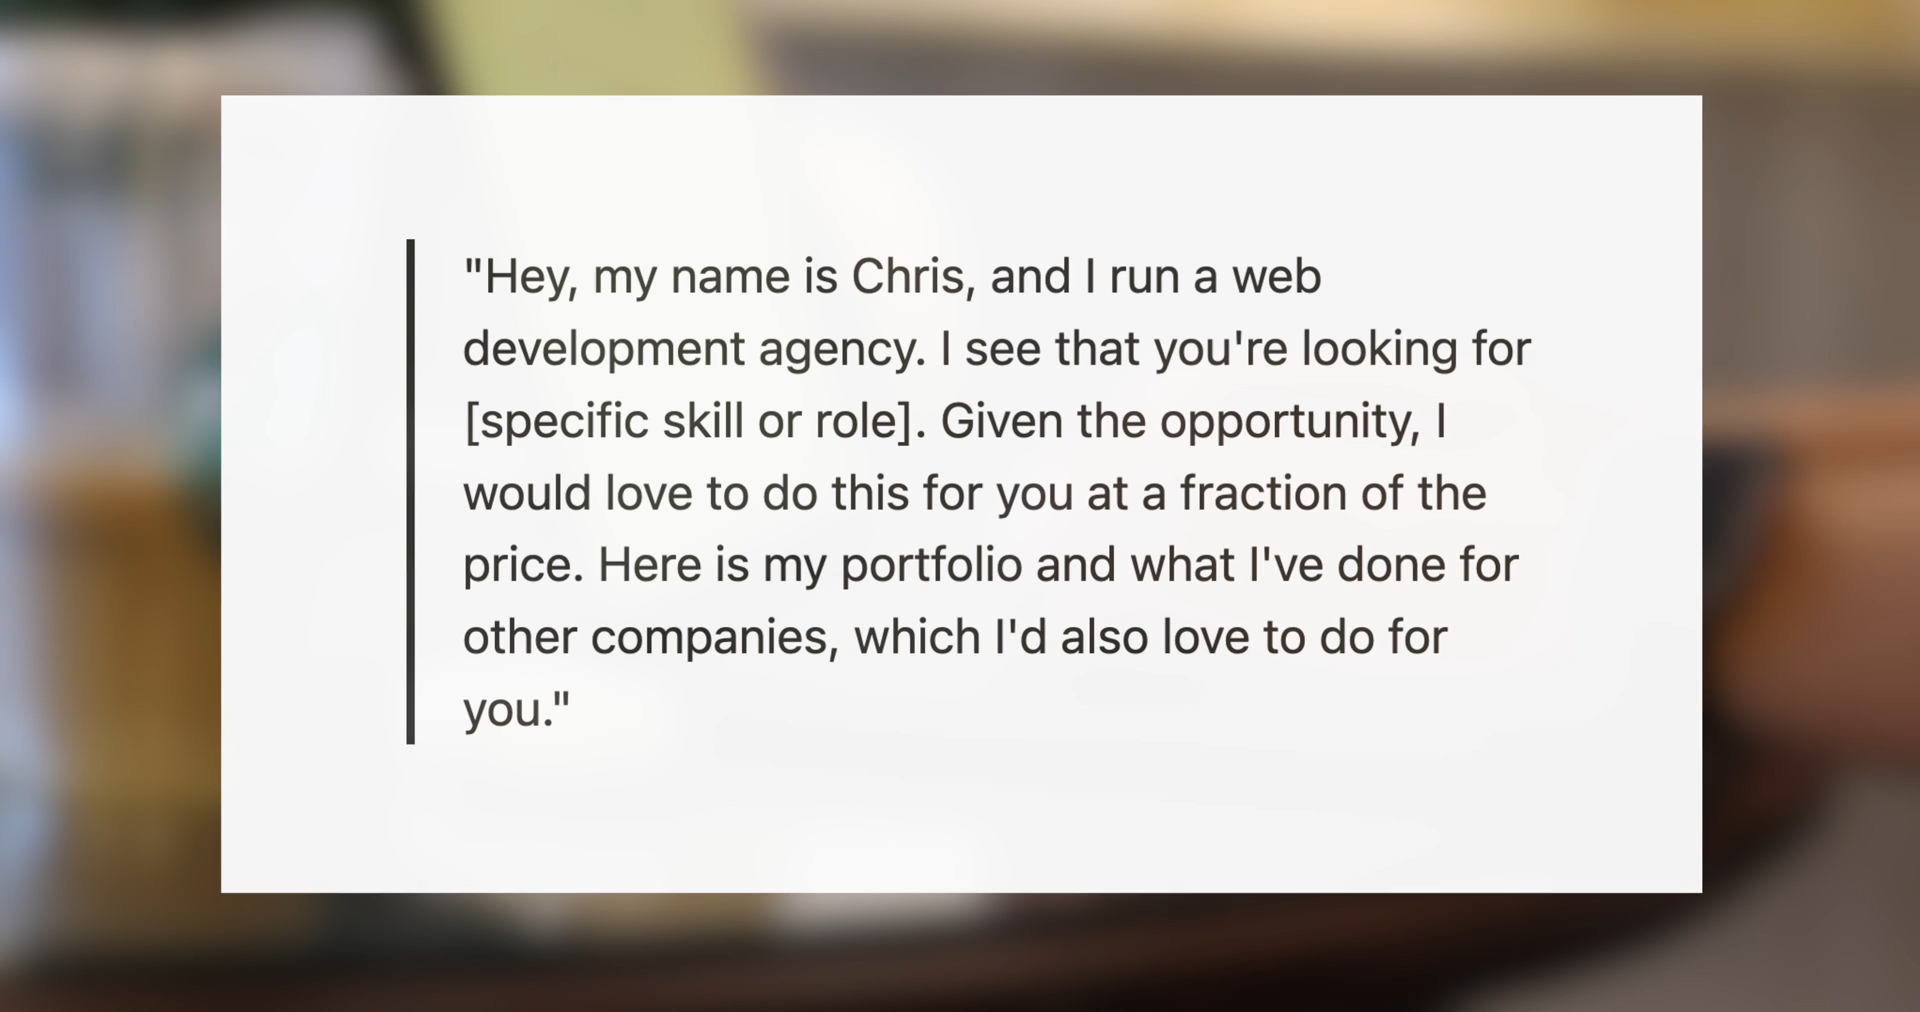 "Hey, my name is Chris, and I run a web
development agency. I see that you're looking for
[specific skill or role]. Given the opportunity, I
would love to do this for you at a fraction of the
price. Here is my portfolio and what I've done for
other companies, which I'd also love to do for
you."